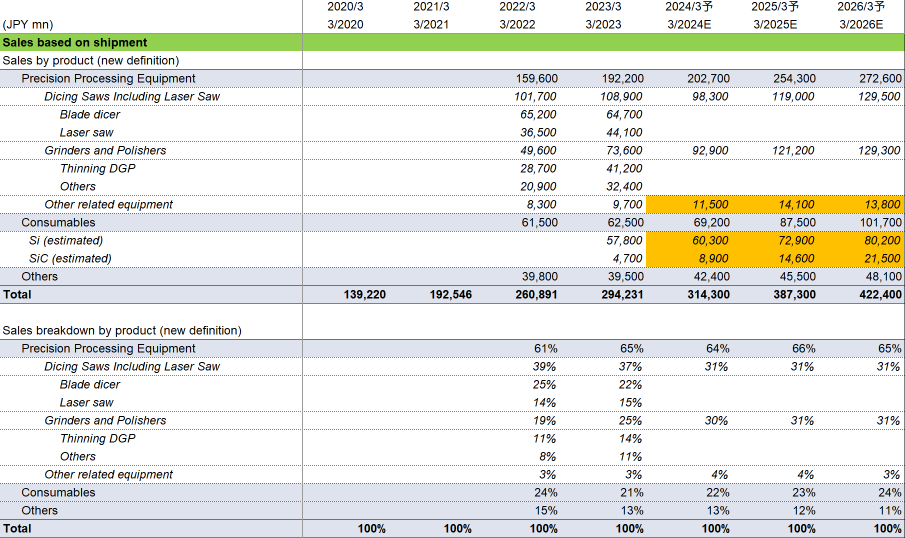 2020/3 2021/3 2022/3 2023/3 2024/3予 2025/3予 2026/3予
(JPY mn) 3/2020 3/2021 3/2022 3/2023 3/2024E 3/2025E 3/2026E
Sales based on shipment
Sales by product (new definition)
Precision Processing Equipment 159,600 192,200 202,700 254,300 272,600
Dicing Saws Including Laser Saw 101,700 108,900 98,300 119,000 129,500
Blade dicer 65,200 64,700
Laser saw 36,500 44,100
Grinders and Polishers 49,600 73,600 92,900 121,200 129,300
Thinning DGP 28,700 41,200
Others 20,900 32,400
Other related equipment 8,300 9,700 11,500 14,100 13,800
Consumables 61,500 62,500 69,200 87,500 101,700
Si (estimated) 57,800 60,300 72,900 80,200
SiC (estimated) 4,700 8,900 14,600 21,500
Others 39,800 39,500 42,400 45,500 48,100
Total 139,220 192,546 260,891 294,231 314,300 387,300 422,400
Sales breakdown by product (new definition)
Precision Processing Equipment 61% 65% 64% 66% 65%
Dicing Saws Including Laser Saw 39% 37% 31% 31% 31%
Blade dicer 25% 22%
Laser saw 14% 15%
Grinders and Polishers 19% 25% 30% 31% 31%
Thinning DGP 11% 14%
Others 8% 11%
Other related equipment 3% 3% 4% 4% 3%
Consumables 24% 21% 22% 23% 24%
Others 15% 13% 13% 12% 11%
Total 100% 100% 100% 100% 100% 100% 100%